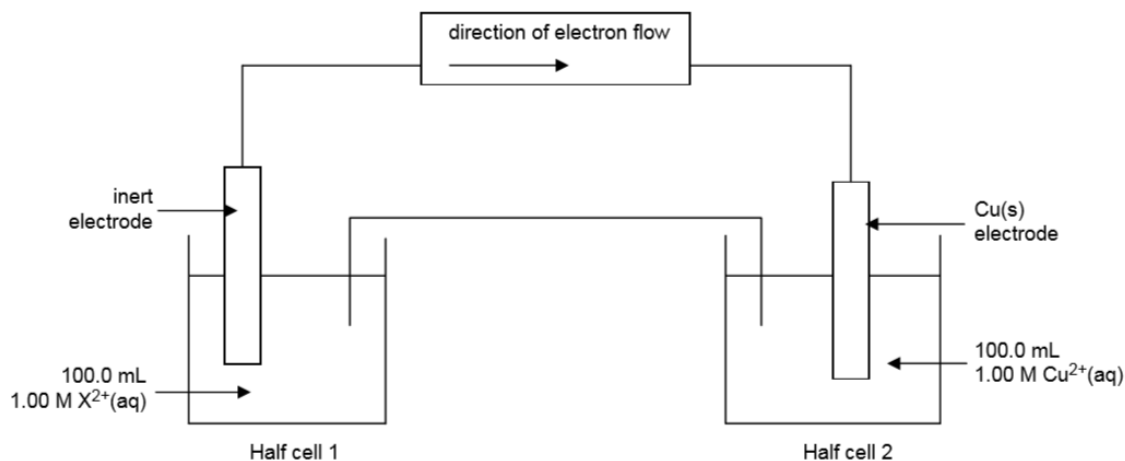 direction of electron flow
inert
electrode
Cu(s)
electrode
100.0 mL
1.00 M X²⁺(aq)
100.0 mL
1.00 M Cu²⁺(aq)
Half cell 1
Half cell 2